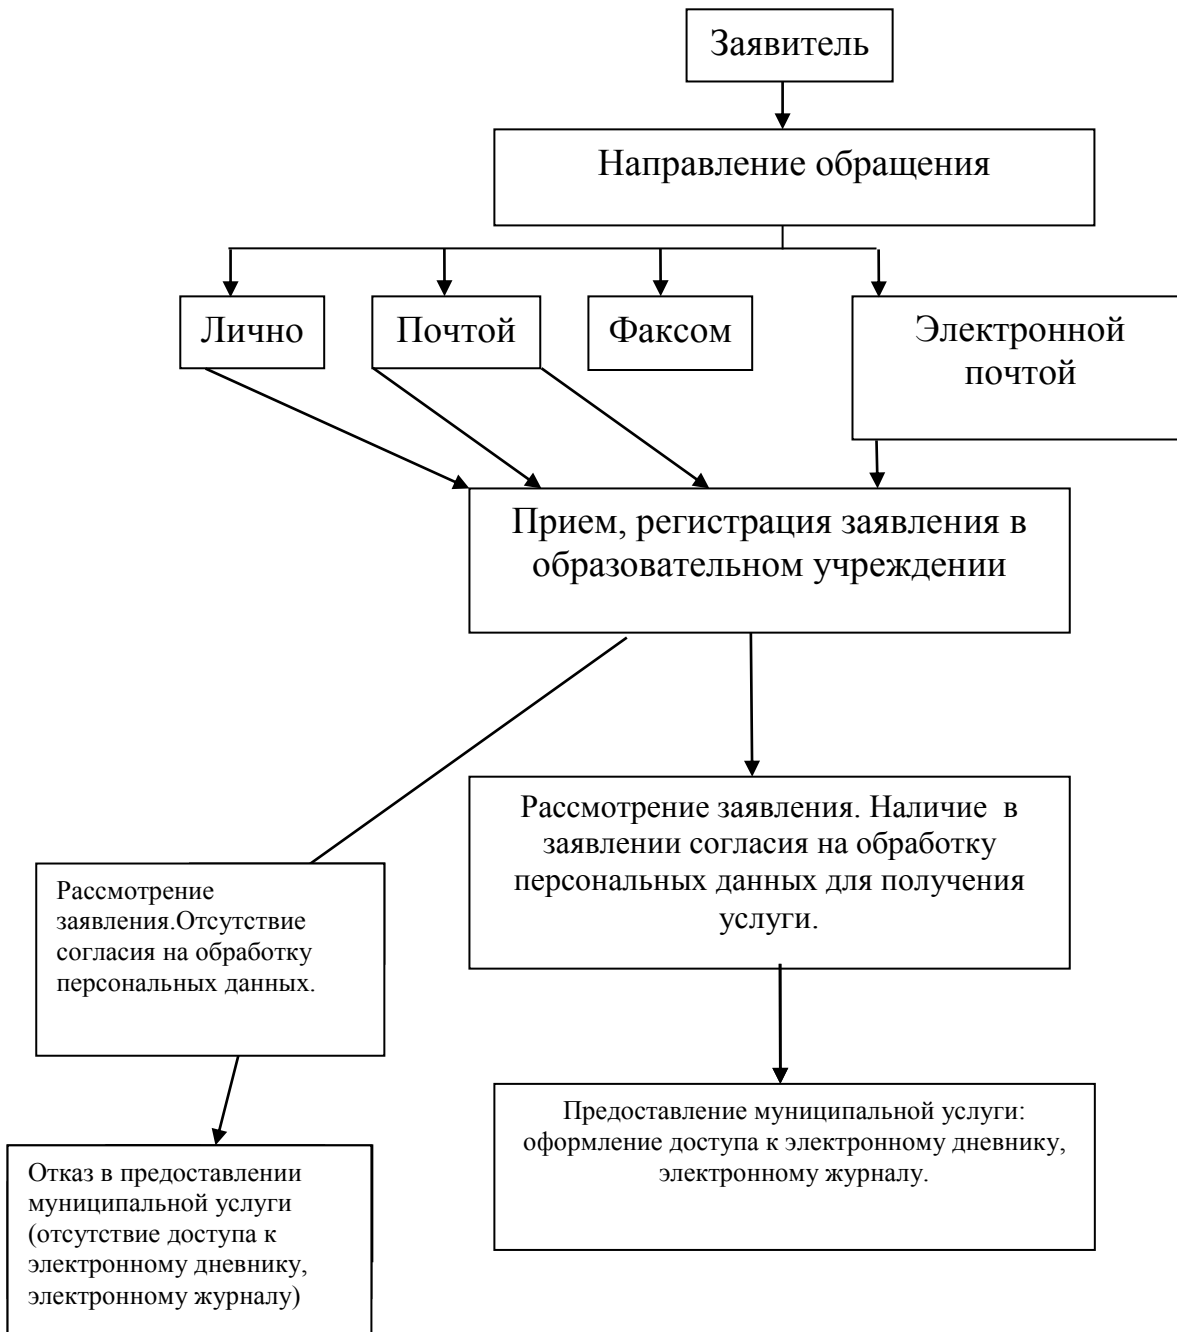 Заявитель
Направление обращения
Лично
Почтой
Факсом
Электронной
почтой
Прием, регистрация заявления в
образовательном учреждении
Рассмотрение заявления. Наличие  в
заявлении согласия на обработку
персональных данных для получения
услуги.
Рассмотрение
заявления.Отсутствие
согласия на обработку
персональных данных.
Предоставление муниципальной услуги:
оформление доступа к электронному дневнику,
электронному журналу.
Отказ в предоставлении
муниципальной услуги
(отсутствие доступа к
электронному дневнику,
электронному журналу)